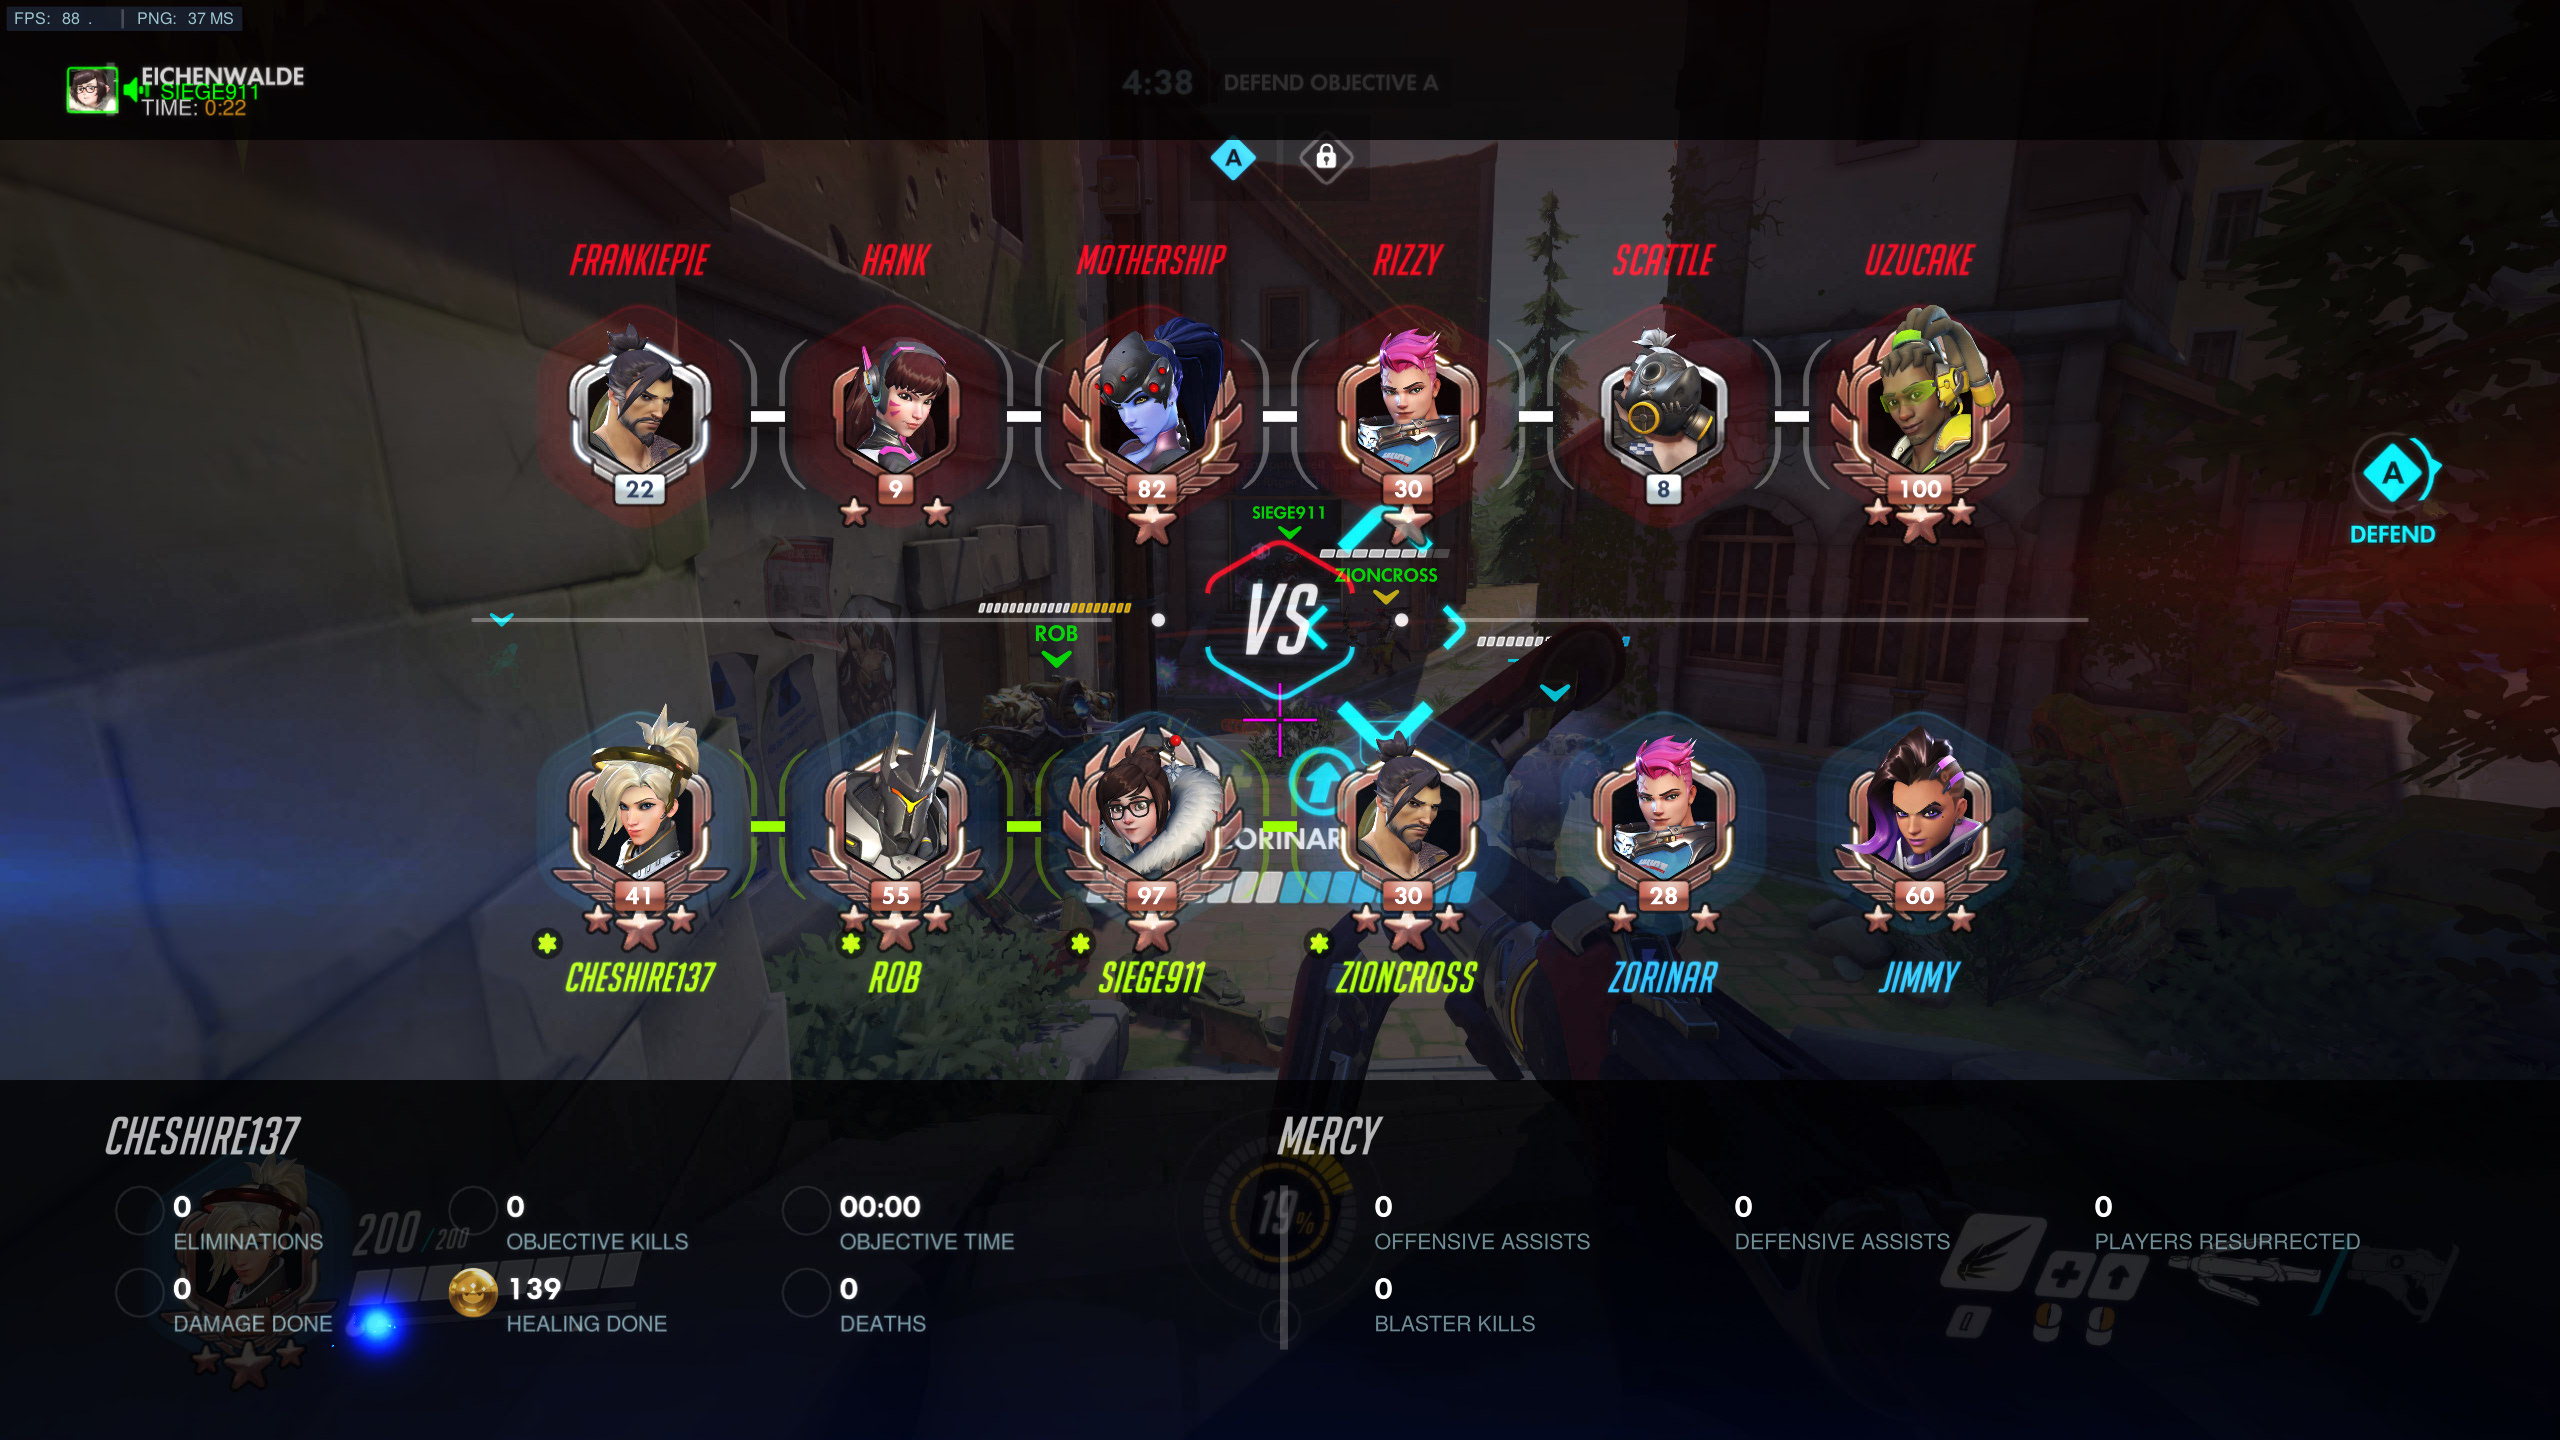 FPS: 88 . | PNG: 37 MS
EICHENWALDE
SIEGE911
TIME: 0:22
4:38 DEFEND OBJECTIVE A
A
FRANKIEPIE HANK MOTHERSHIP RIZZY SCATTLE UZUCAKE
22 9 82 30 8 100
A
DEFEND
SIEGE911
ZIONCROSS
ROB
VS
ORINAR
41 55 97 30 28 60
CHESHIRE137 ROB SIEGE911 ZIONCROSS ZORINAR JIMMY
CHESHIRE137
MERCY
0 ELIMINATIONS
0 OBJECTIVE KILLS
00:00 OBJECTIVE TIME
200/200
19%
0 OFFENSIVE ASSISTS
0 DEFENSIVE ASSISTS
0 PLAYERS RESURRECTED
0 DAMAGE DONE
139 HEALING DONE
0 DEATHS
0 BLASTER KILLS
Q